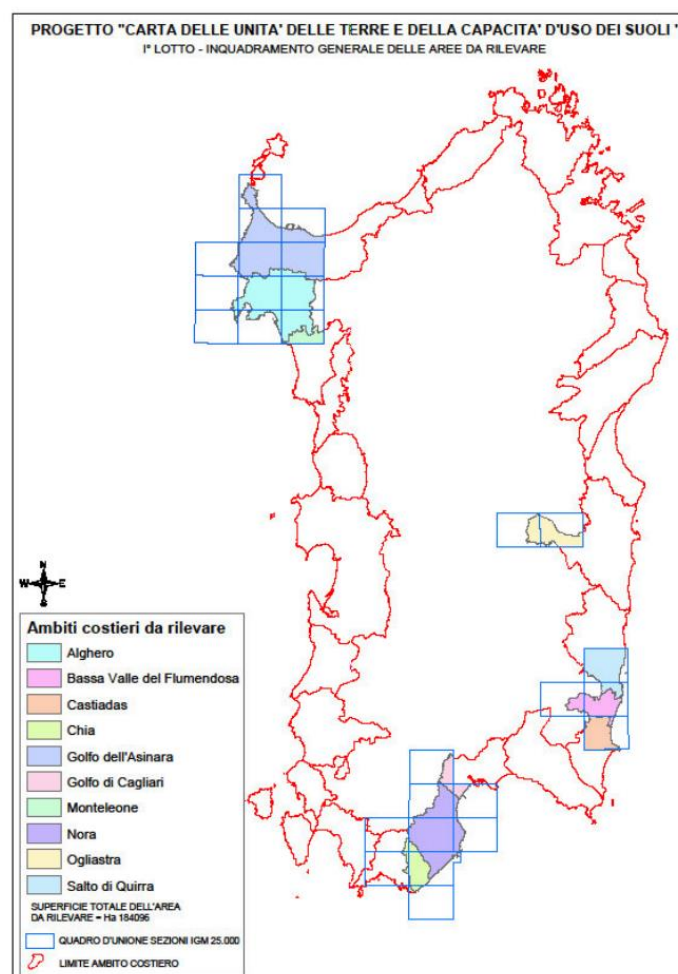 PROGETTO "CARTA DELLE UNITA' DELLE TERRE E DELLA CAPACITA' D'USO DEI SUOLI "
I° LOTTO - INQUADRAMENTO GENERALE DELLE AREE DA RILEVARE
N
W E
S
Ambiti costieri da rilevare
Alghero
Bassa Valle del Flumendosa
Castiadas
Chia
Golfo dell'Asinara
Golfo di Cagliari
Monteleone
Nora
Ogliastra
Salto di Quirra
SUPERFICIE TOTALE DELL'AREA
DA RILEVARE = Ha 184096
QUADRO D'UNIONE SEZIONI IGM 25.000
LIMITE AMBITO COSTIERO